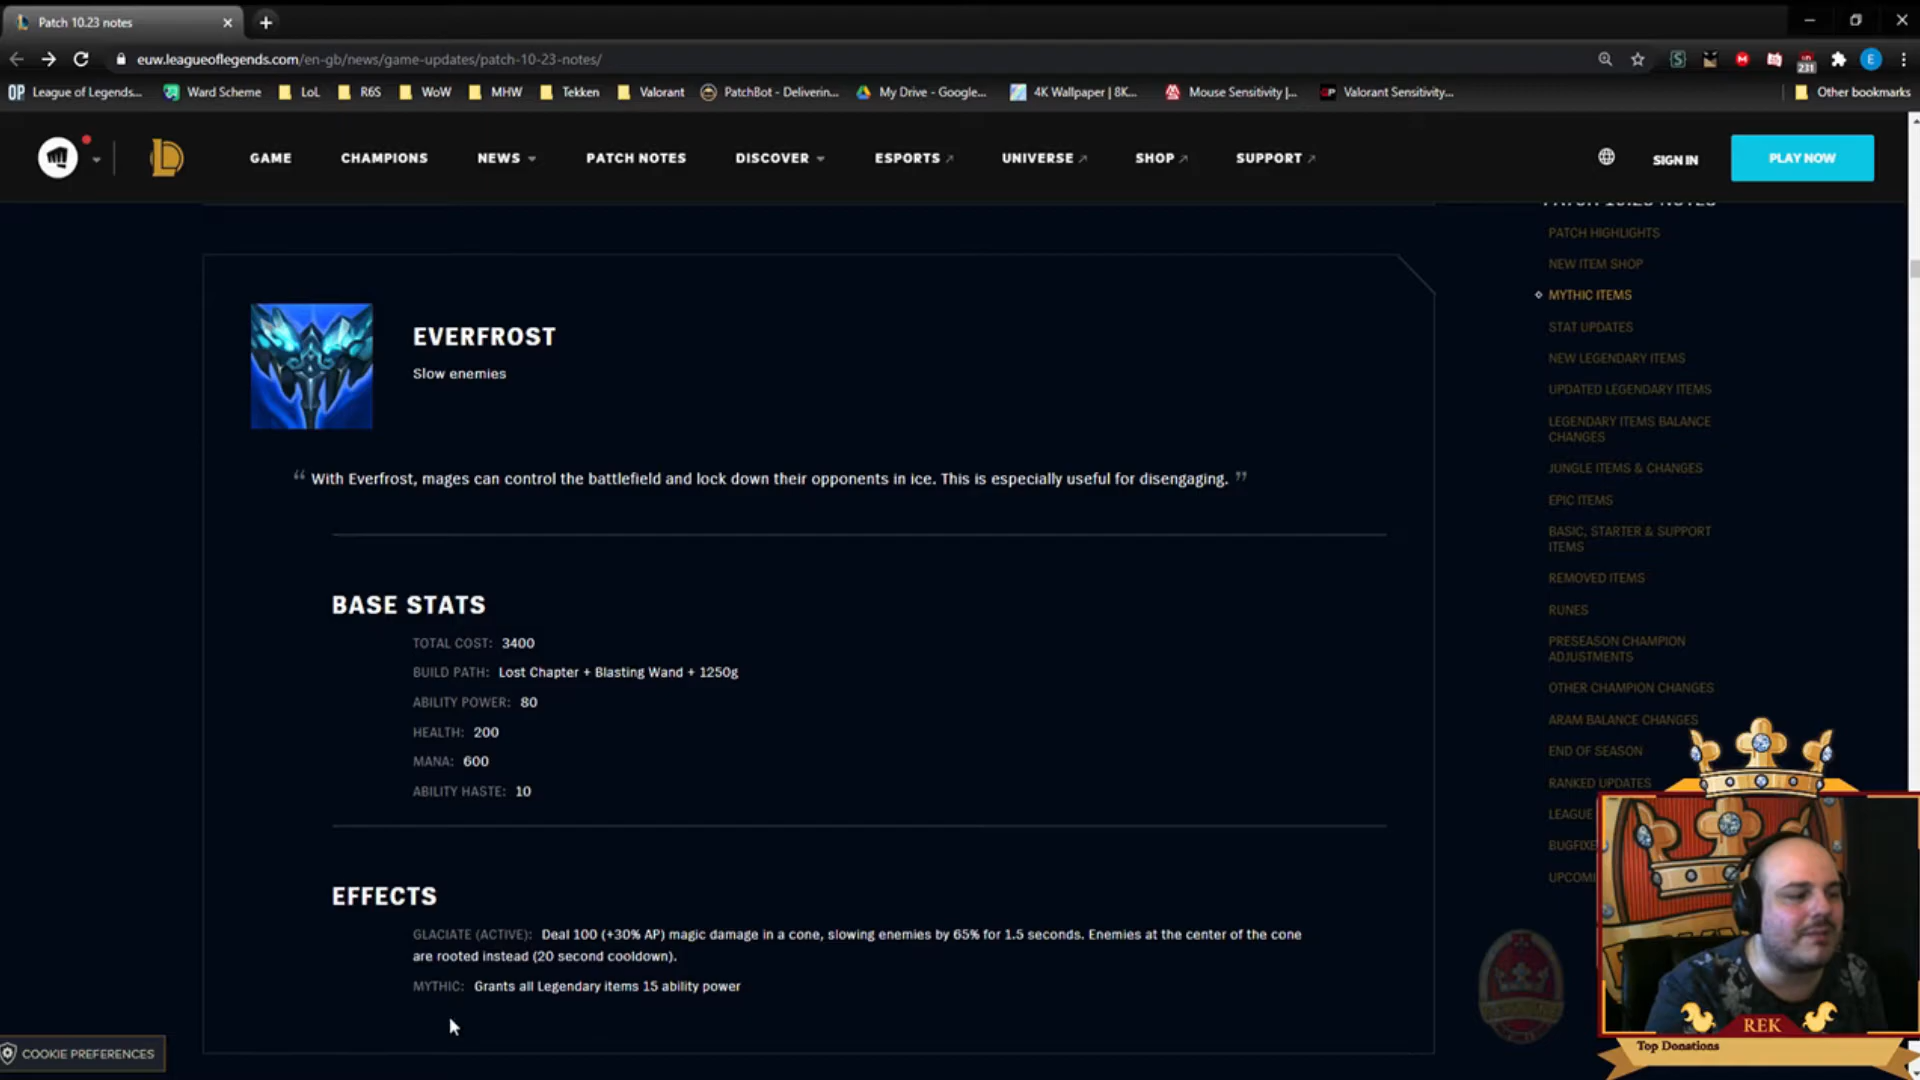 Patch 10.23 notes
euw.leagueoflegends.com/en-gb/news/game-updates/patch-10-23-notes/
231
E
OP League of Legends...
Ward Scheme
LoL
R6S
WoW
MHW
Tekken
Valorant
PatchBot - Deliverin...
My Drive - Google...
4K Wallpaper | 8K...
Mouse Sensitivity |...
Valorant Sensitivity...
Other bookmarks
GAME
CHAMPIONS
NEWS
PATCH NOTES
DISCOVER
ESPORTS
UNIVERSE
SHOP
SUPPORT
SIGN IN
PLAY NOW
EVERFROST
Slow enemies
“ With Everfrost, mages can control the battlefield and lock down their opponents in ice. This is especially useful for disengaging. ”
BASE STATS
TOTAL COST: 3400
BUILD PATH: Lost Chapter + Blasting Wand + 1250g
ABILITY POWER: 80
HEALTH: 200
MANA: 600
ABILITY HASTE: 10
EFFECTS
GLACIATE (ACTIVE): Deal 100 (+30% AP) magic damage in a cone, slowing enemies by 65% for 1.5 seconds. Enemies at the center of the cone
are rooted instead (20 second cooldown).
MYTHIC: Grants all Legendary items 15 ability power
COOKIE PREFERENCES
PATCH 10.23 NOTES
PATCH HIGHLIGHTS
NEW ITEM SHOP
MYTHIC ITEMS
STAT UPDATES
NEW LEGENDARY ITEMS
UPDATED LEGENDARY ITEMS
LEGENDARY ITEMS BALANCE
CHANGES
JUNGLE ITEMS & CHANGES
EPIC ITEMS
BASIC, STARTER & SUPPORT
ITEMS
REMOVED ITEMS
RUNES
PRESEASON CHAMPION
ADJUSTMENTS
OTHER CHAMPION CHANGES
ARAM BALANCE CHANGES
END OF SEASON
RANKED UPDATES
LEAGUE
BUGFIXE
UPCOMI
REK
Top Donations